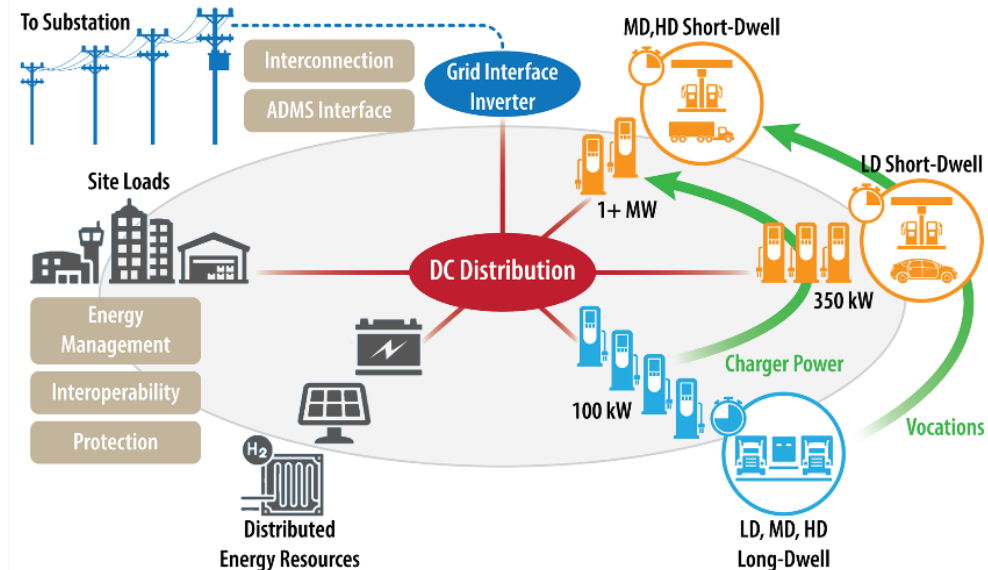 To Substation
Interconnection
ADMS Interface
Grid Interface
Inverter
MD,HD Short-Dwell
LD Short-Dwell
Site Loads
1+ MW
DC Distribution
350 kW
Energy
Management
Interoperability
Protection
Charger Power
100 kW
Vocations
H2
Distributed
Energy Resources
LD, MD, HD
Long-Dwell